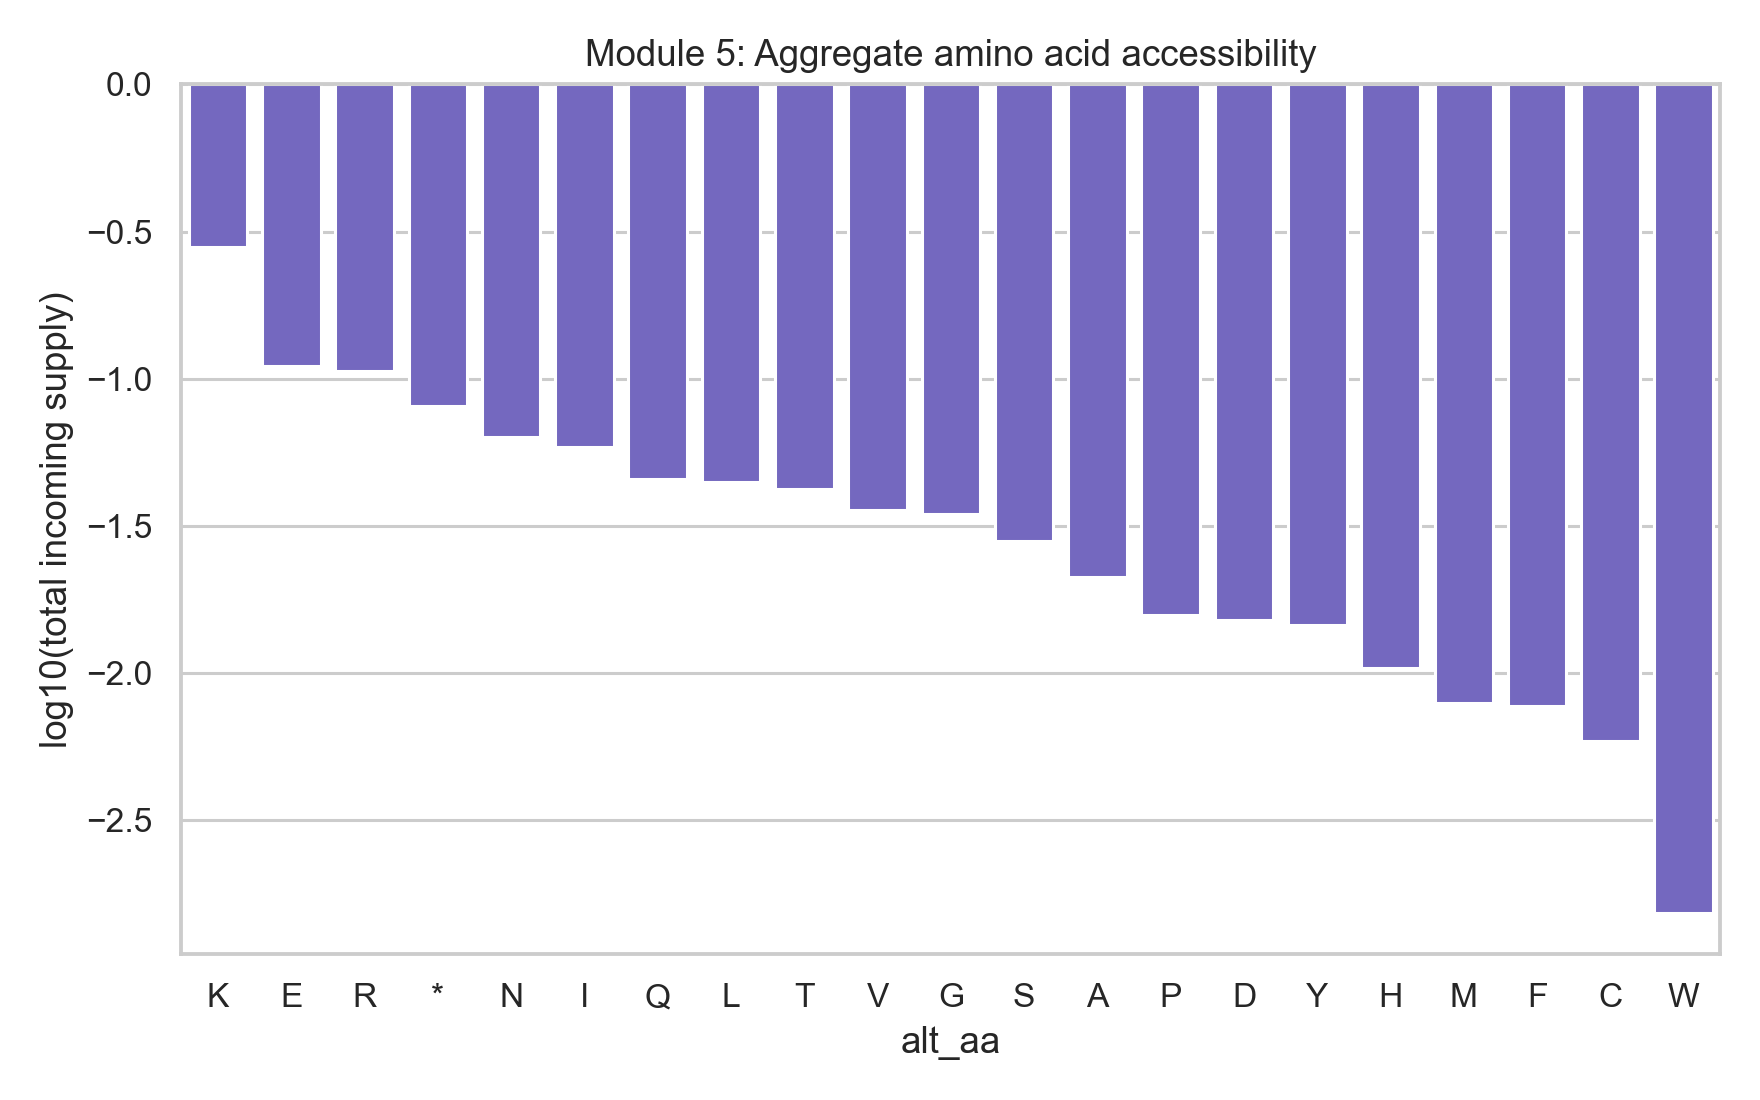 Module 5: Aggregate amino acid accessibility
0.0
−0.5
−1.0
−1.5
−2.0
−2.5
log10(total incoming supply)
K E R * N I Q L T V G S A P D Y H M F C W
alt_aa